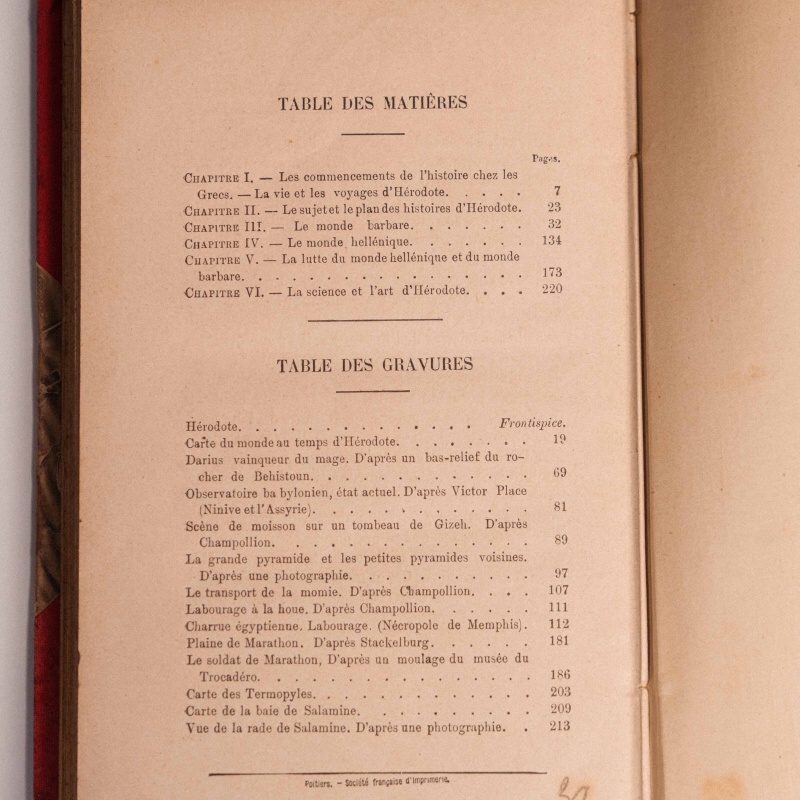 TABLE DES MATIÈRES
Pages.
CHAPITRE I. — Les commencements de l'histoire chez les
Grecs. — La vie et les voyages d'Hérodote. . . . . 7
CHAPITRE II. — Le sujet et le plan des histoires d'Hérodote. 23
CHAPITRE III. — Le monde barbare. . . . . . . 32
CHAPITRE IV. — Le monde hellénique. . . . . . . 134
CHAPITRE V. — La lutte du monde hellénique et du monde
barbare. . . . . . . . . . . . . . . . 173
CHAPITRE VI. — La science et l'art d'Hérodote. . . . 220
TABLE DES GRAVURES
Hérodote. . . . . . . . . . . . . Frontispice.
Carte du monde au temps d'Hérodote. . . . . . . 19
Darius vainqueur du mage. D'après un bas-relief du ro-
cher de Behistoun. . . . . . . . . . . . 69
Observatoire ba bylonien, état actuel. D'après Victor Place
(Ninive et l'Assyrie). . . . . . . . . . . . 81
Scène de moisson sur un tombeau de Gizeh. D'après
Champollion. . . . . . . . . . . . . . 89
La grande pyramide et les petites pyramides voisines.
D'après une photographie. . . . . . . . . . 97
Le transport de la momie. D'après Champollion. . . . 107
Labourage à la houe. D'après Champollion. . . . . . 111
Charrue égyptienne. Labourage. (Nécropole de Memphis). . 112
Plaine de Marathon. D'après Stackelburg. . . . . . 181
Le soldat de Marathon, D'après un moulage du musée du
Trocadéro. . . . . . . . . . . . . . . 186
Carte des Termopyles. . . . . . . . . . . . 203
Carte de la baie de Salamine. . . . . . . . . . 209
Vue de la rade de Salamine. D'après une photographie. . . 213
Poitiers. — Société française d'Imprimerie.